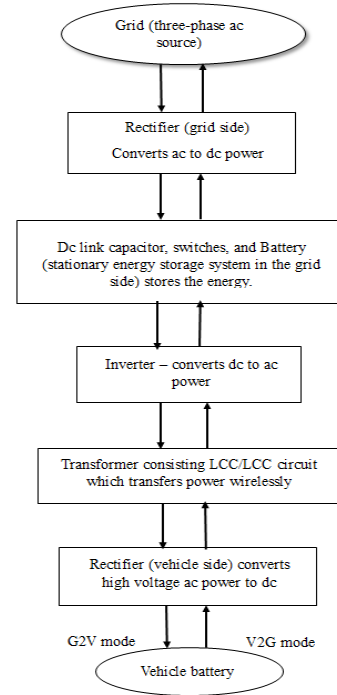 Grid (three-phase ac
source)
Rectifier (grid side)
Converts ac to dc power
Dc link capacitor, switches, and Battery
(stationary energy storage system in the grid
side) stores the energy.
Inverter – converts dc to ac
power
Transformer consisting LCC/LCC circuit
which transfers power wirelessly
Rectifier (vehicle side) converts
high voltage ac power to dc
G2V mode
V2G mode
Vehicle battery